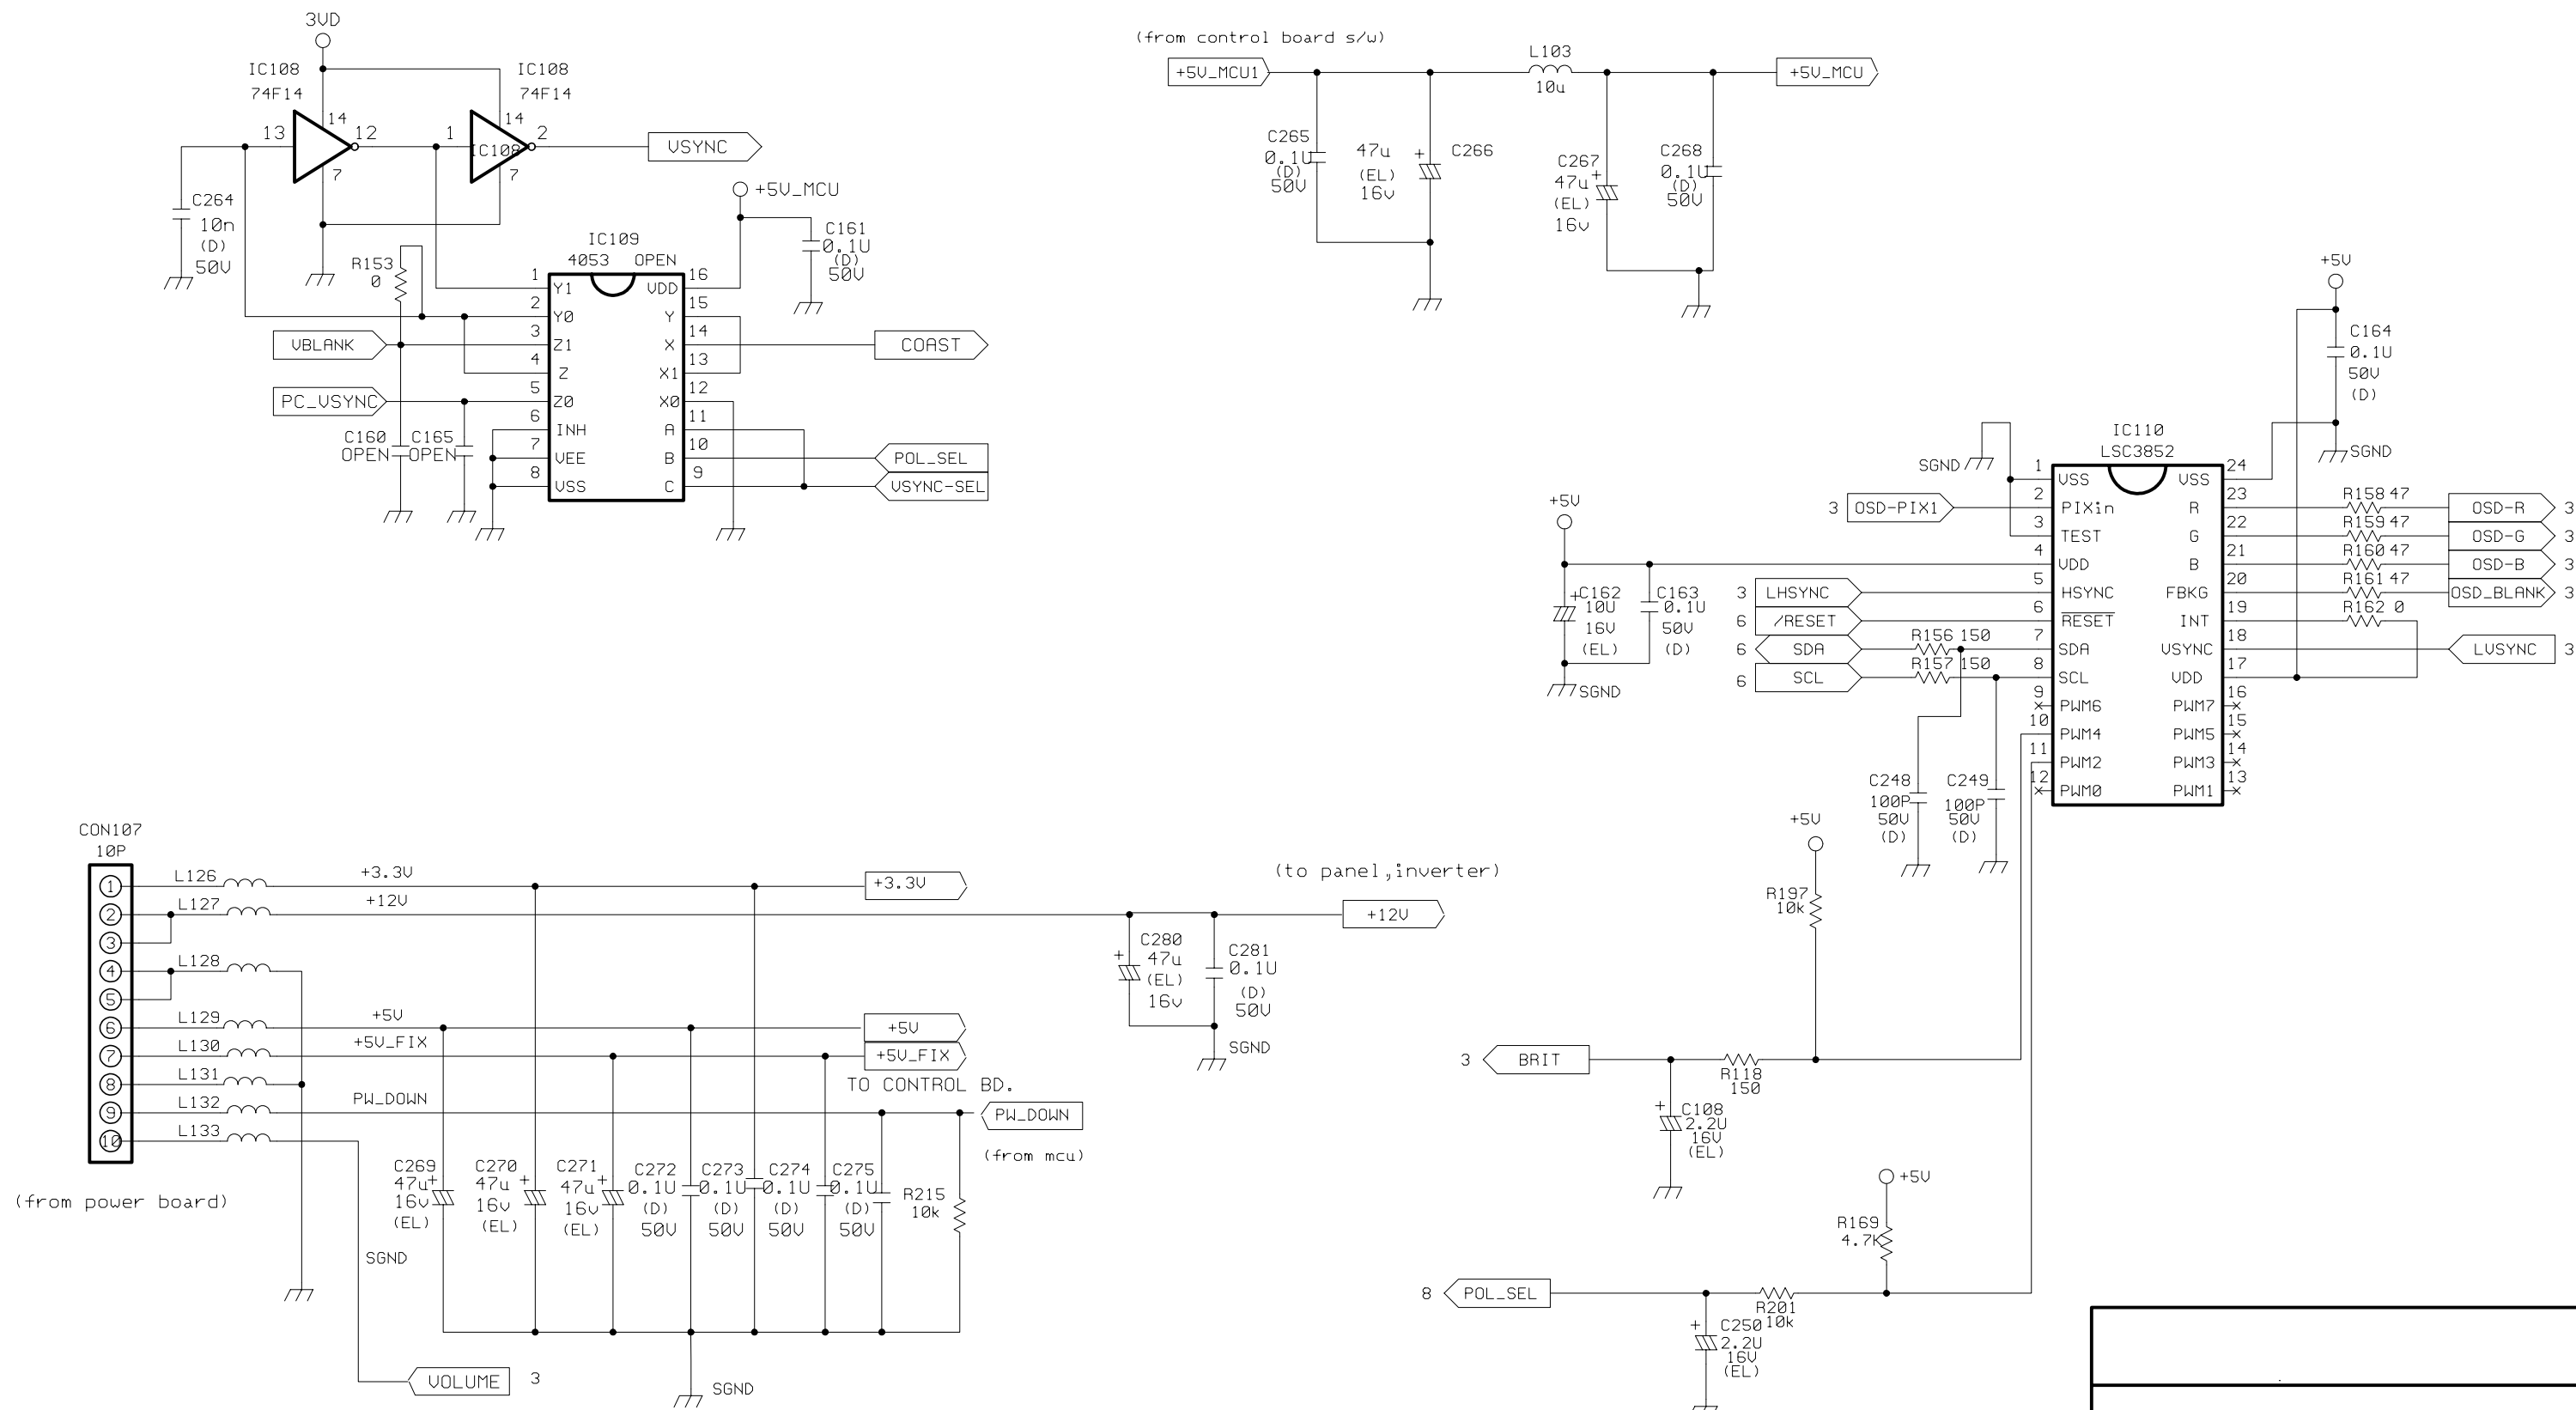 3VD
IC108
74F14
IC108
74F14
14
13
12
7
14
1
2
IC108
7
VSYNC
C264
10n
(D)
50V
R153
0
+5V_MCU
C161
0.1U
(D)
50V
IC109
4053 OPEN
1
2
3
4
5
6
7
8
Y1
Y0
Z1
Z
Z0
INH
VEE
VSS
VDD
Y
X
X1
X0
A
B
C
16
15
14
13
12
11
10
9
VBLANK
PC_VSYNC
C160
OPEN
C165
OPEN
COAST
POL_SEL
VSYNC-SEL
(from control board s/w)
+5V_MCU1
L103
10u
+5V_MCU
C265
0.1U
(D)
50V
47u
(EL)
16v
+
C266
C267
47u
+
(EL)
16v
C268
0.1U
(D)
50V
+5V
C164
0.1U
50V
(D)
SGND
IC110
LSC3852
SGND
1
2
3
4
5
6
7
8
9
10
11
12
VSS
PIXin
TEST
VDD
HSYNC
RESET
SDA
SCL
PWM6
PWM4
PWM2
PWM0
VSS
R
G
B
FBKG
INT
VSYNC
VDD
PWM7
PWM5
PWM3
PWM1
24
23
22
21
20
19
18
17
16
15
14
13
3 OSD-PIX1
+5V
+
C162
10U
16V
(EL)
C163
0.1U
50V
(D)
SGND
3 LHSYNC
6 /RESET
6 SDA
6 SCL
R156 150
R157 150
R158 47
R159 47
R160 47
R161 47
R162 0
OSD-R 3
OSD-G 3
OSD-B 3
OSD_BLANK 3
LVSYNC 3
C248
100P
50V
(D)
C249
100P
50V
(D)
CON107
10P
1
2
3
4
5
6
7
8
9
10
L126
L127
L128
L129
L130
L131
L132
L133
+3.3V
+12V
+5V
+5V_FIX
PW_DOWN
(from power board)
+3.3V
(to panel,inverter)
+12V
+
C280
47u
(EL)
16v
C281
0.1U
(D)
50V
SGND
+5V
+5V_FIX
TO CONTROL BD.
PW_DOWN
(from mcu)
C269
47u
+
16v
(EL)
C270
47u
+
16v
(EL)
C271
47u
+
16v
(EL)
C272
0.1U
(D)
50V
C273
0.1U
(D)
50V
C274
0.1U
(D)
50V
C275
0.1U
(D)
50V
R215
10k
SGND
VOLUME 3
SGND
+5V
R197
10k
3 BRIT
R118
150
+
C108
2.2U
16V
(EL)
+5V
R169
4.7K
8 POL_SEL
R201
10k
+
C250
2.2U
16V
(EL)